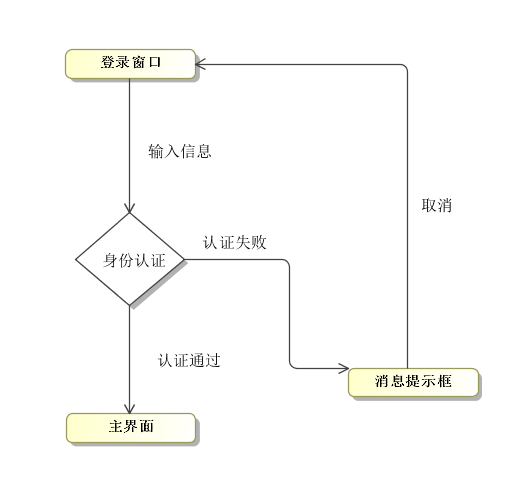 登录窗口
输入信息
取消
认证失败
身份认证
认证通过
消息提示框
主界面